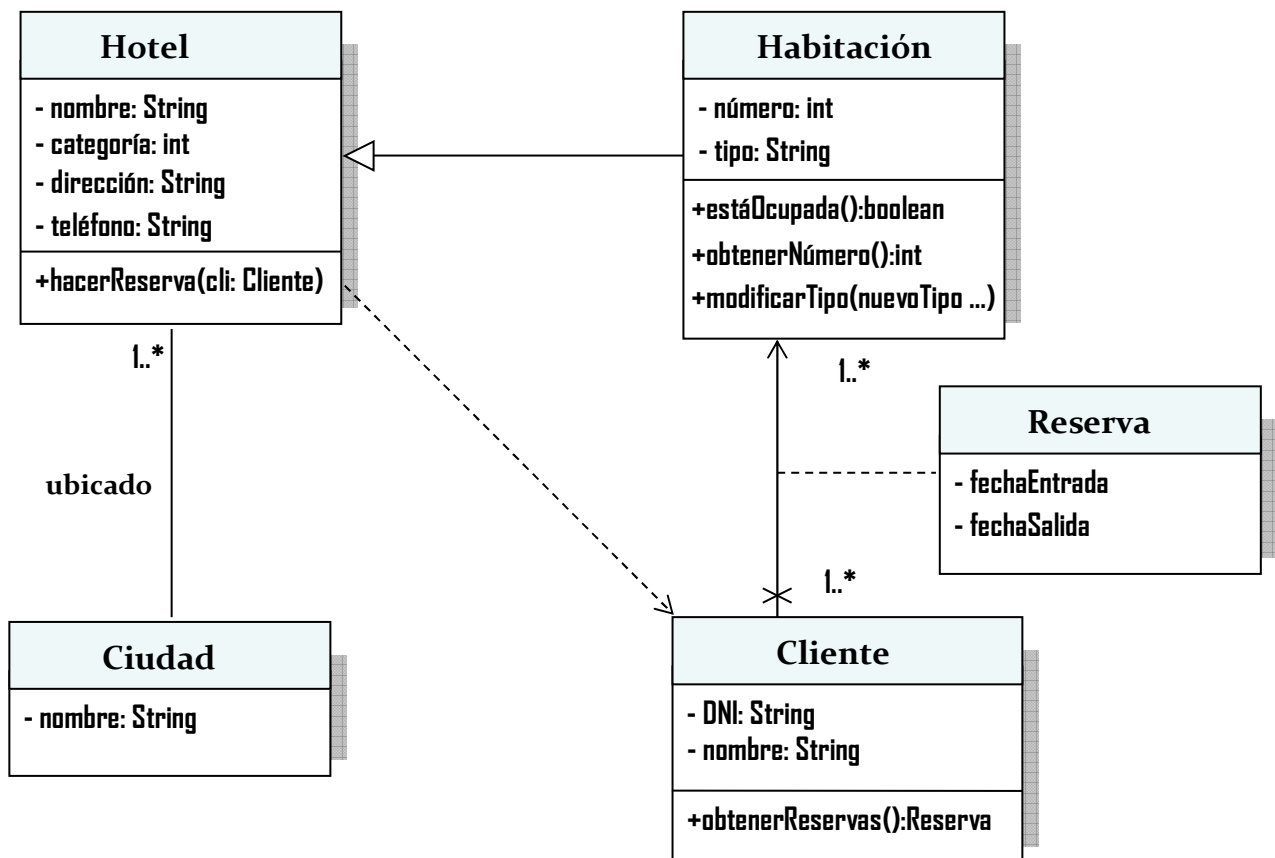 Hotel
- nombre: String
- categoría: int
- dirección: String
- teléfono: String
+hacerReserva(cli: Cliente)
Habitación
- número: int
- tipo: String
+estáOcupada():boolean
+obtenerNúmero():int
+modificarTipo(nuevoTipo ...)
1..*
1..*
Reserva
- fechaEntrada
- fechaSalida
ubicado
1..*
Ciudad
- nombre: String
Cliente
- DNI: String
- nombre: String
+obtenerReservas():Reserva